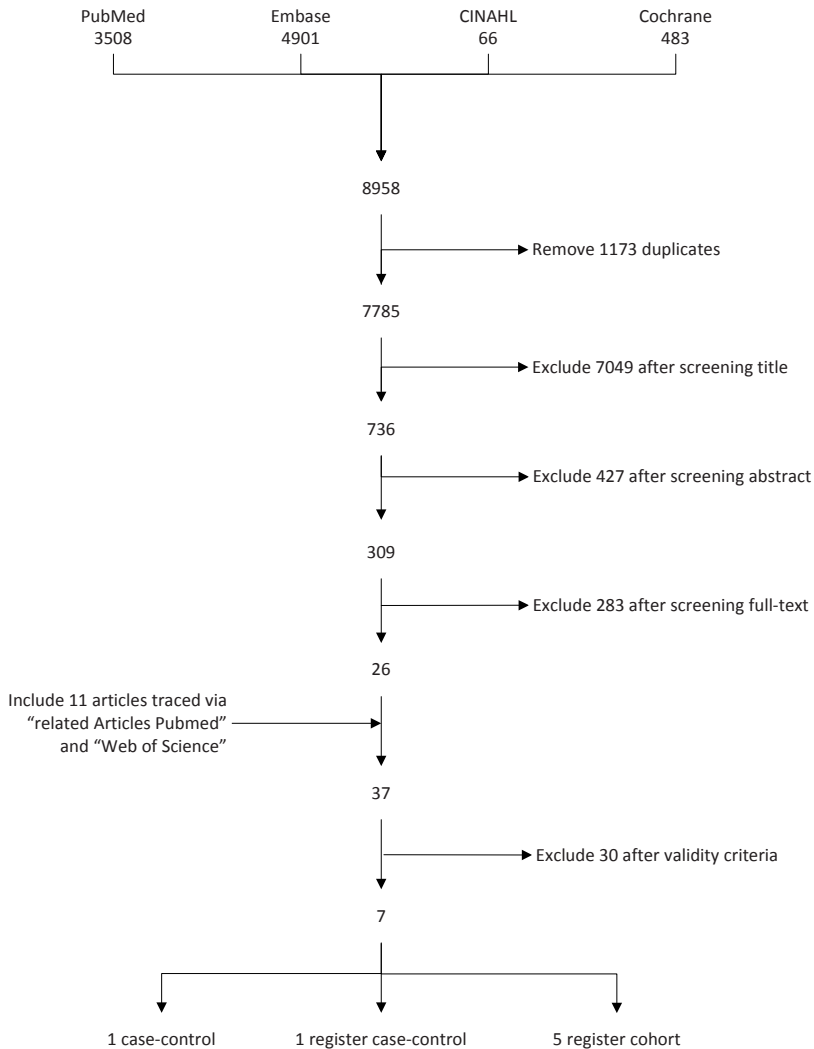 PubMed Embase CINAHL Cochrane
3508 4901 66 483
8958
Remove 1173 duplicates
7785
Exclude 7049 after screening title
736
Exclude 427 after screening abstract
309
Exclude 283 after screening full-text
26
Include 11 articles traced via
“related Articles Pubmed”
and “Web of Science”
37
Exclude 30 after validity criteria
7
1 case-control 1 register case-control 5 register cohort